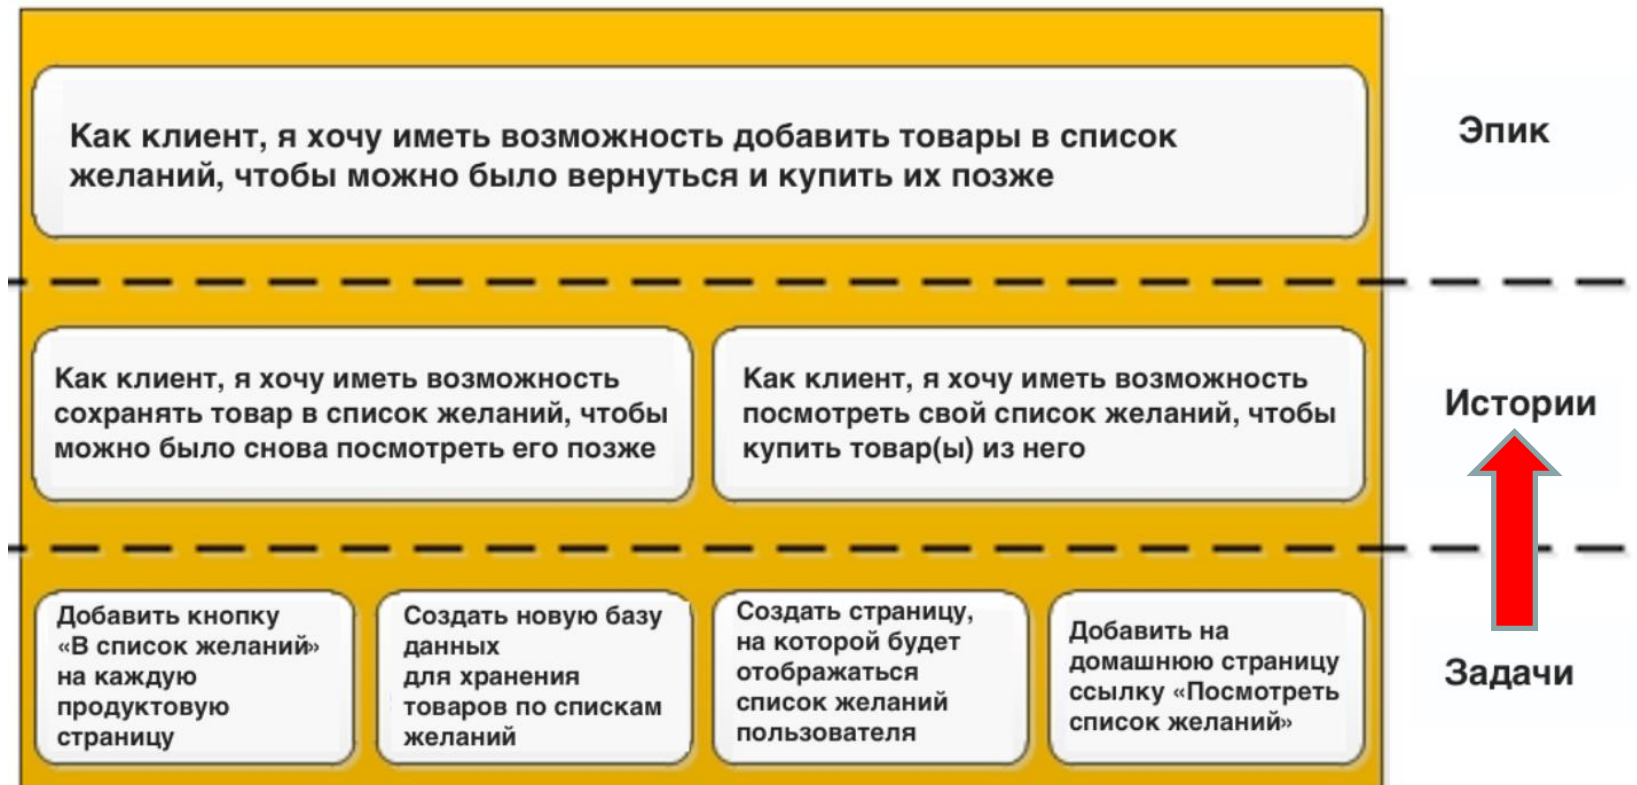 Как клиент, я хочу иметь возможность добавить товары в список
желаний, чтобы можно было вернуться и купить их позже
Эпик
Как клиент, я хочу иметь возможность
сохранять товар в список желаний, чтобы
можно было снова посмотреть его позже
Как клиент, я хочу иметь возможность
посмотреть свой список желаний, чтобы
купить товар(ы) из него
Истории
Добавить кнопку
«В список желаний»
на каждую
продуктовую
страницу
Создать новую базу
данных
для хранения
товаров по спискам
желаний
Создать страницу,
на которой будет
отображаться
список желаний
пользователя
Добавить на
домашнюю страницу
ссылку «Посмотреть
список желаний»
Задачи